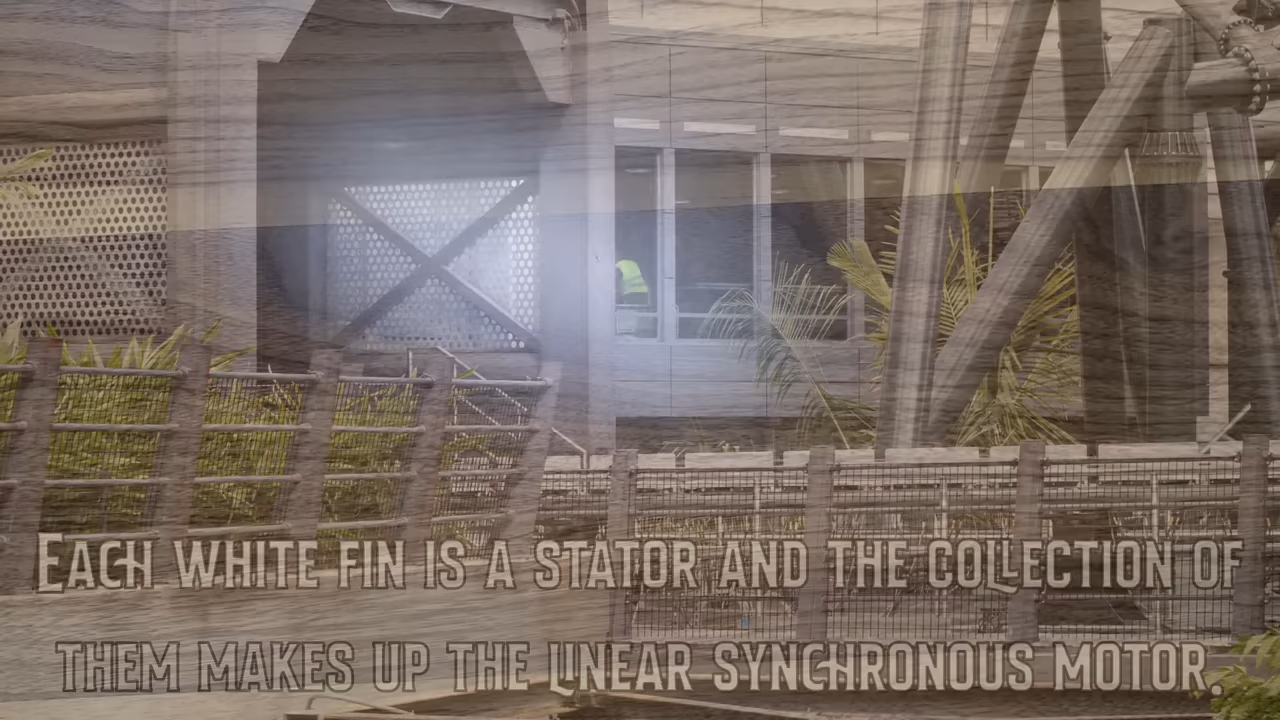 Each white fin is a stator and the collection of
them makes up the linear synchronous motor.